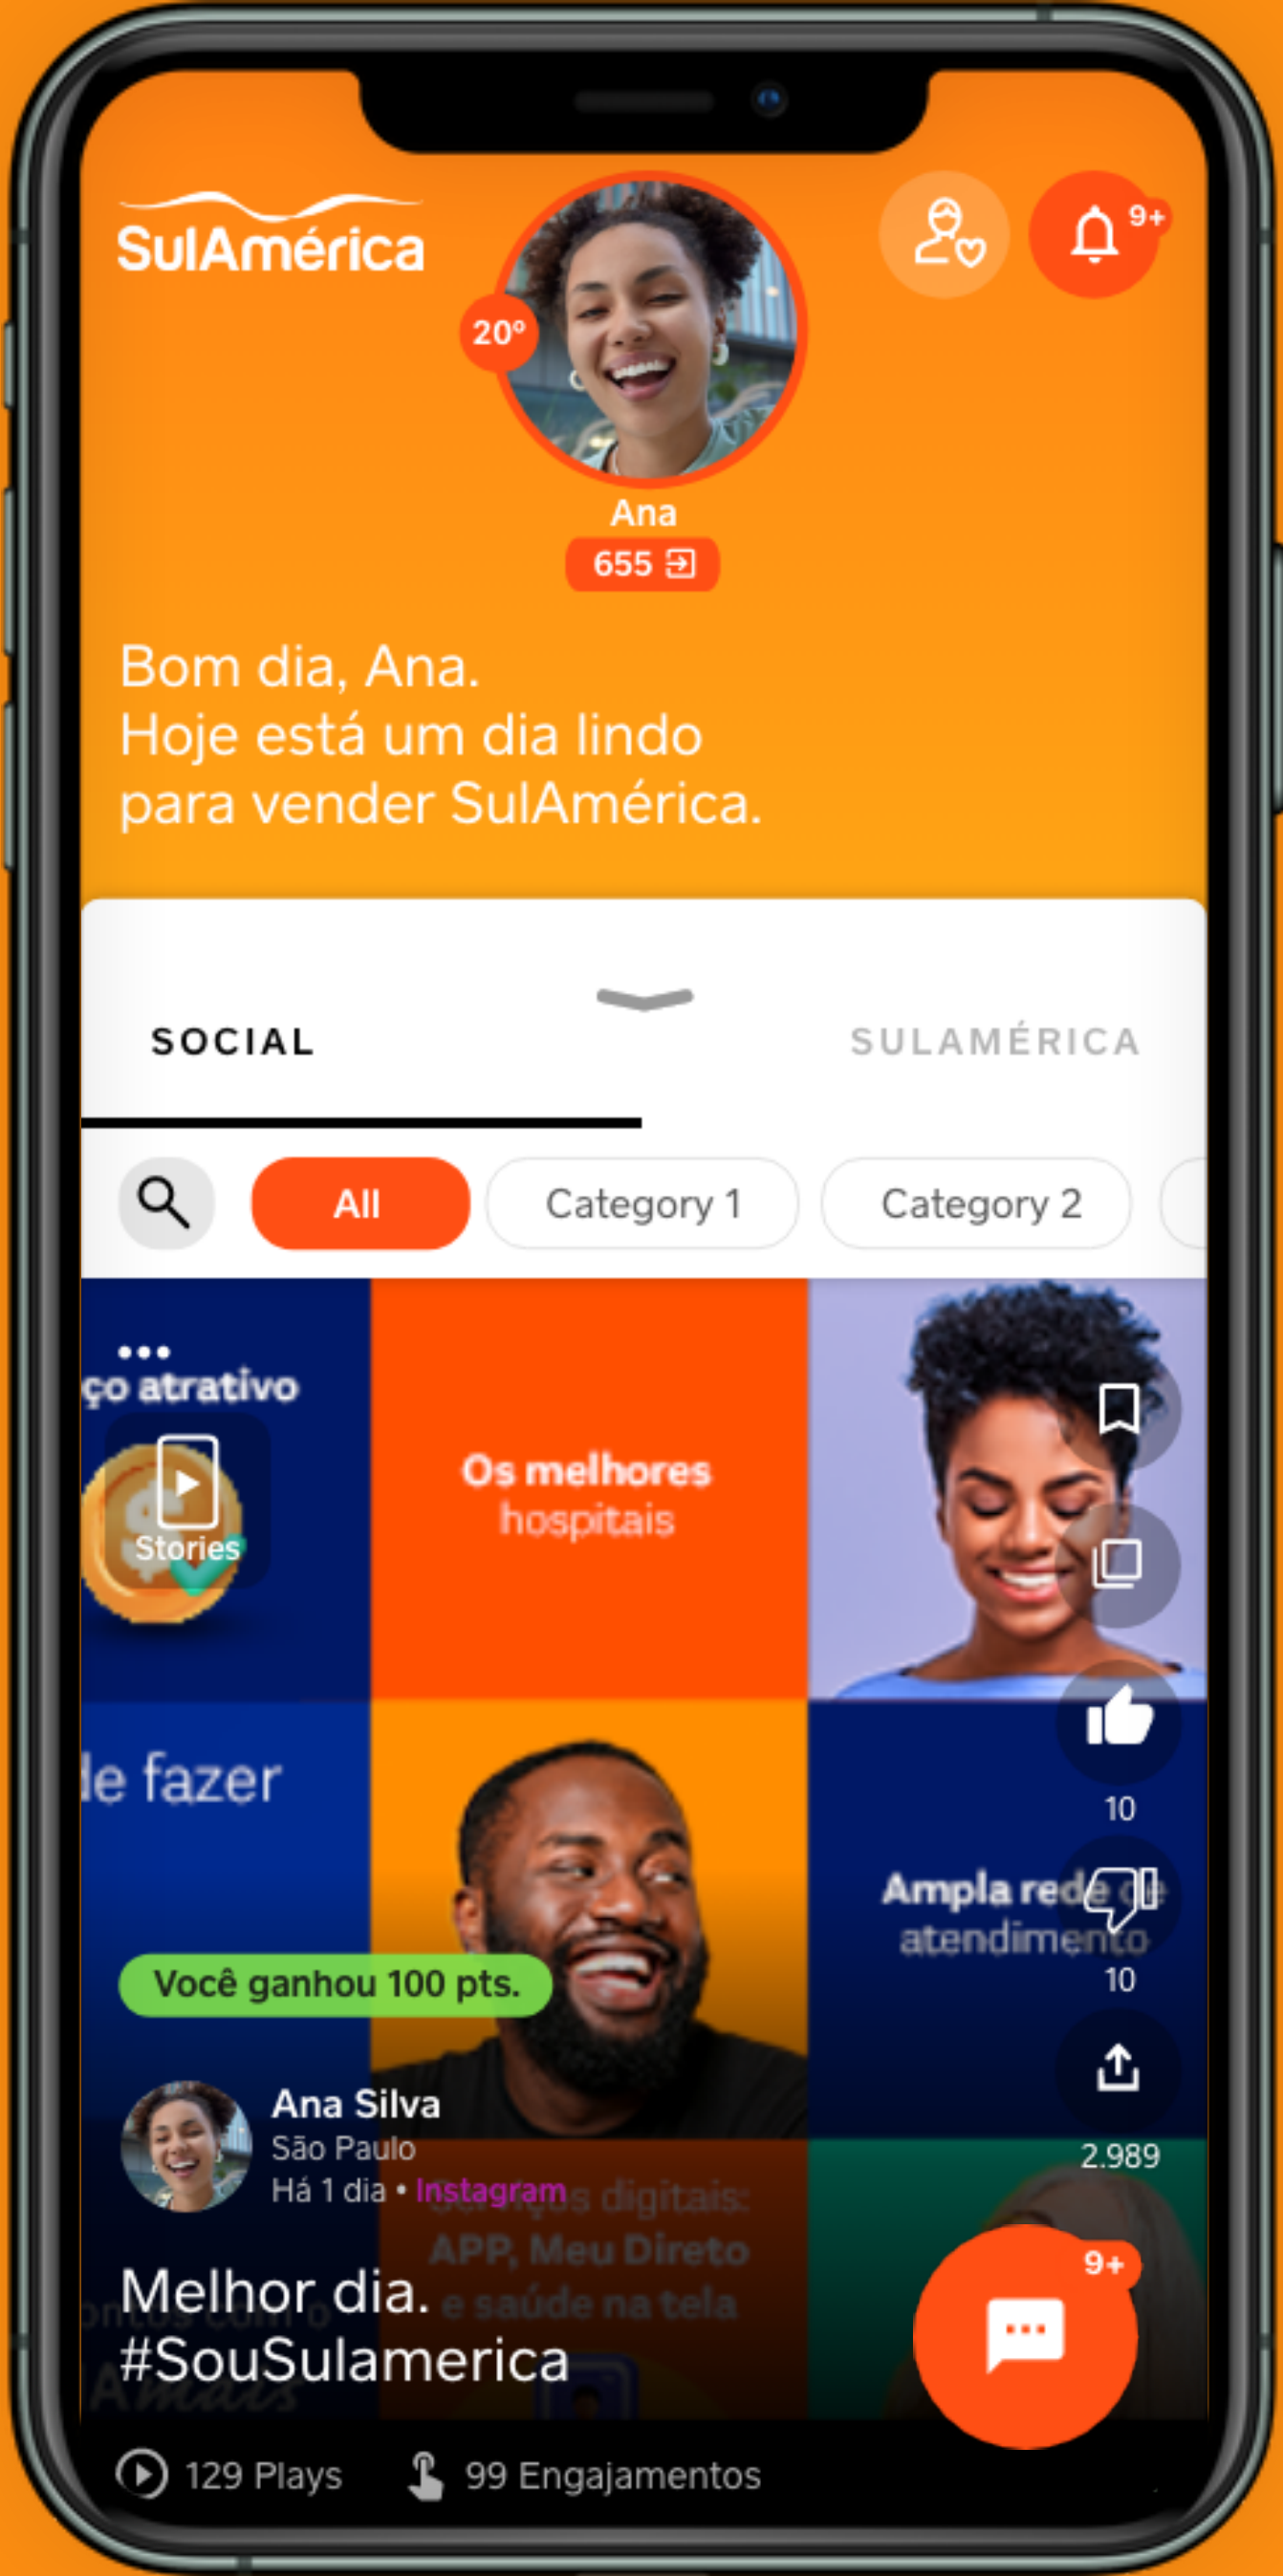 SulAmérica
9+
20º
Ana
655
Bom dia, Ana.
Hoje está um dia lindo
para vender SulAmérica.
SOCIAL
SULAMÉRICA
All
Category 1
Category 2
ço atrativo
Stories
Os melhores
hospitais
de fazer
10
Ampla rede de
atendimento
10
Você ganhou 100 pts.
Ana Silva
São Paulo
Há 1 dia • Instagram
2.989
digitais:
APP, Meu Direto
e saúde na tela
9+
Melhor dia.
#SouSulamerica
129 Plays
99 Engajamentos